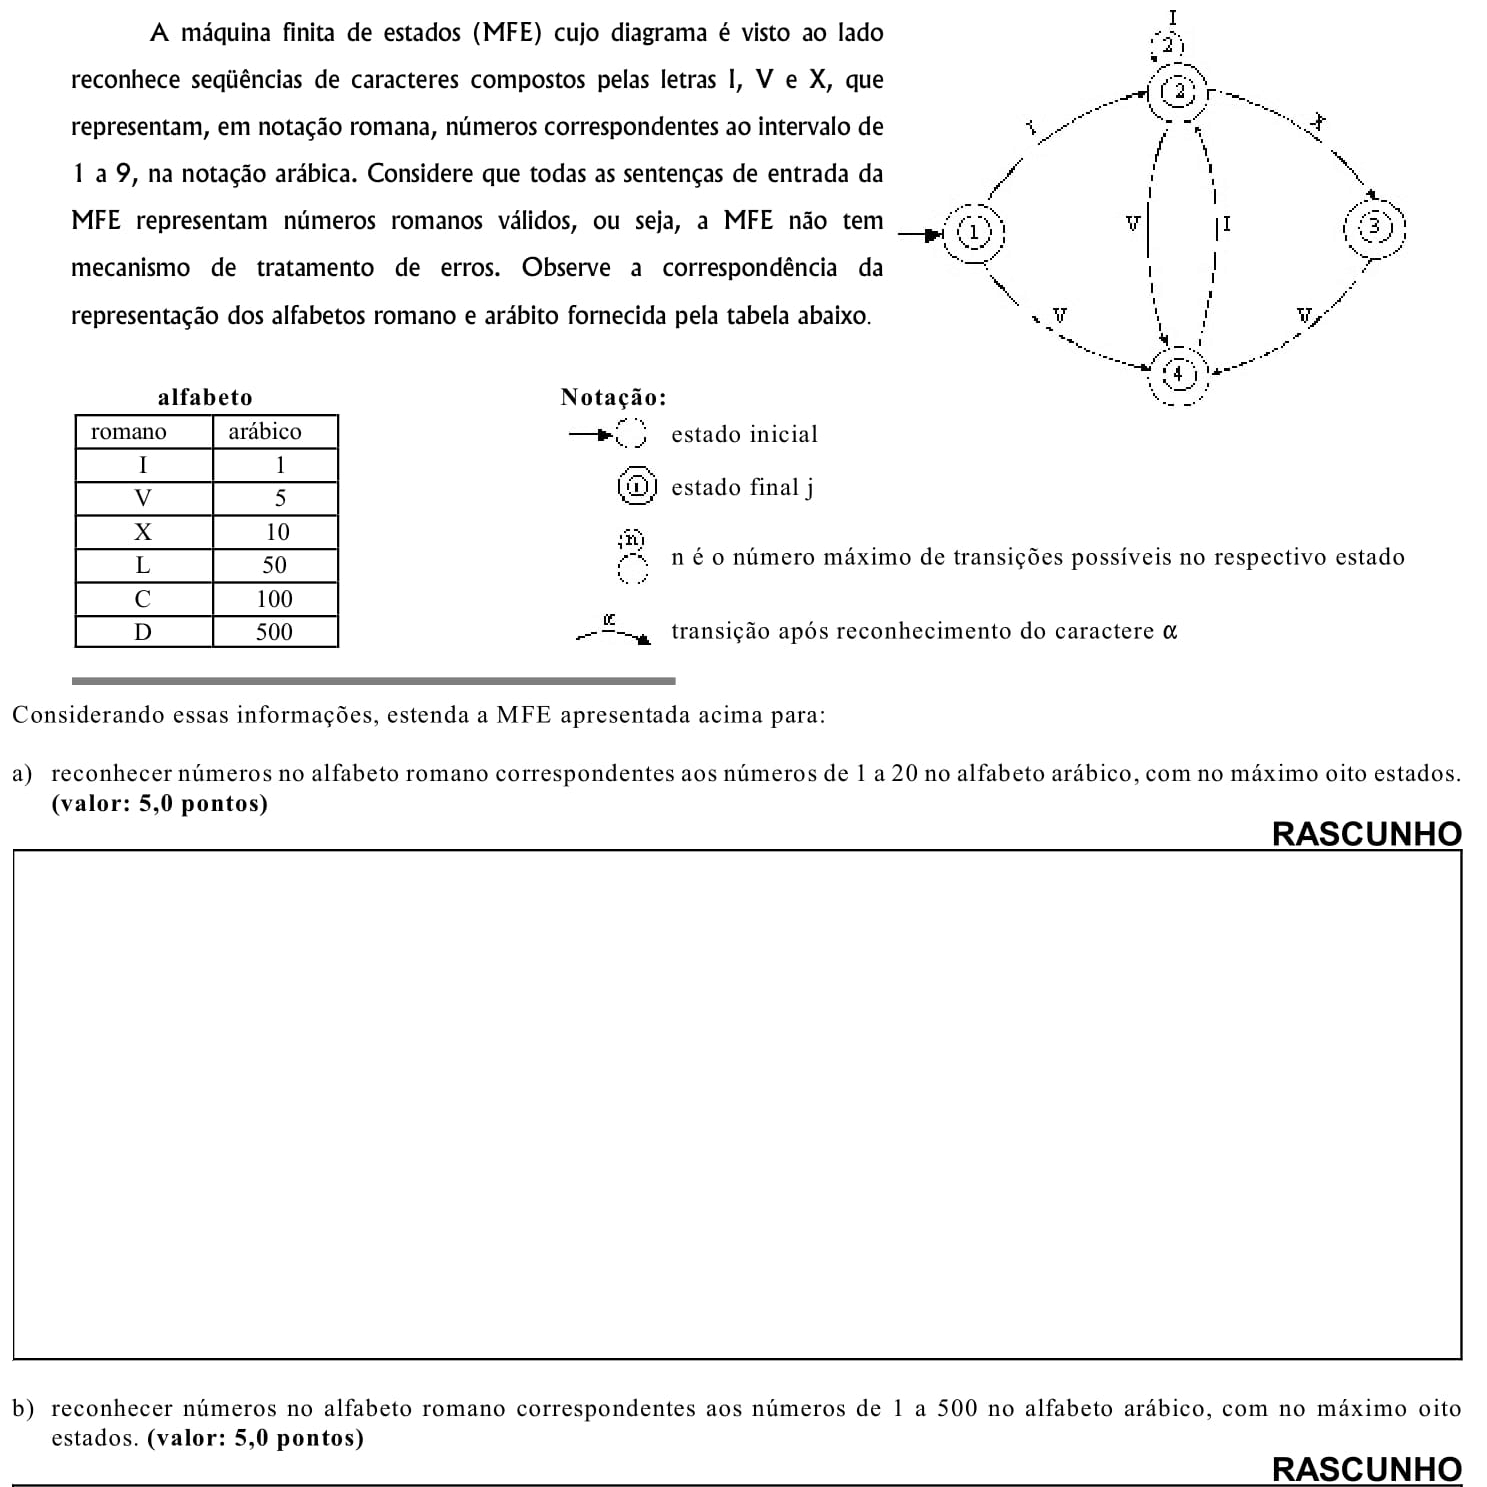 A máquina finita de estados (MFE) cujo diagrama é visto ao lado
reconhece seqüências de caracteres compostos pelas letras I, V e X, que
representam, em notação romana, números correspondentes ao intervalo de
1 a 9, na notação arábica. Considere que todas as sentenças de entrada da
MFE representam números romanos válidos, ou seja, a MFE não tem
mecanismo de tratamento de erros. Observe a correspondência da
representação dos alfabetos romano e arábito fornecida pela tabela abaixo.
I
2
2
I
X
1
V
I
3
V
V
4
alfabeto
romano arábico
I 1
V 5
X 10
L 50
C 100
D 500
Notação:
estado inicial
estado final j
n
n é o número máximo de transições possíveis no respectivo estado
α
transição após reconhecimento do caractere α
Considerando essas informações, estenda a MFE apresentada acima para:
a) reconhecer números no alfabeto romano correspondentes aos números de 1 a 20 no alfabeto arábico, com no máximo oito estados.
(valor: 5,0 pontos)
RASCUNHO
b) reconhecer números no alfabeto romano correspondentes aos números de 1 a 500 no alfabeto arábico, com no máximo oito
estados. (valor: 5,0 pontos)
RASCUNHO